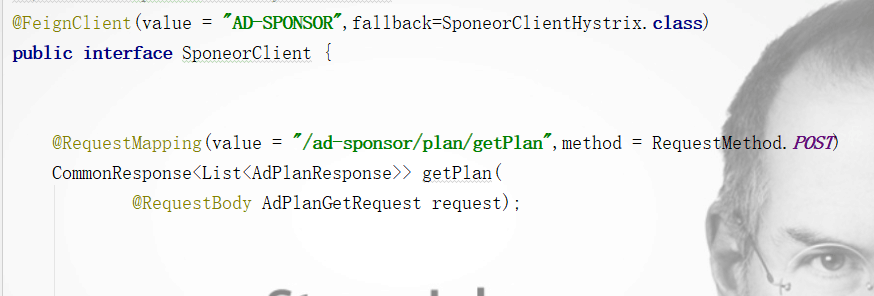 @FeignClient(value = "AD-SPONSOR",fallback=SponeorClientHystrix.class)
public interface SponeorClient {
@RequestMapping(value = "/ad-sponsor/plan/getPlan",method = RequestMethod.POST)
CommonResponse<List<AdPlanResponse>> getPlan(
@RequestBody AdPlanGetRequest request);